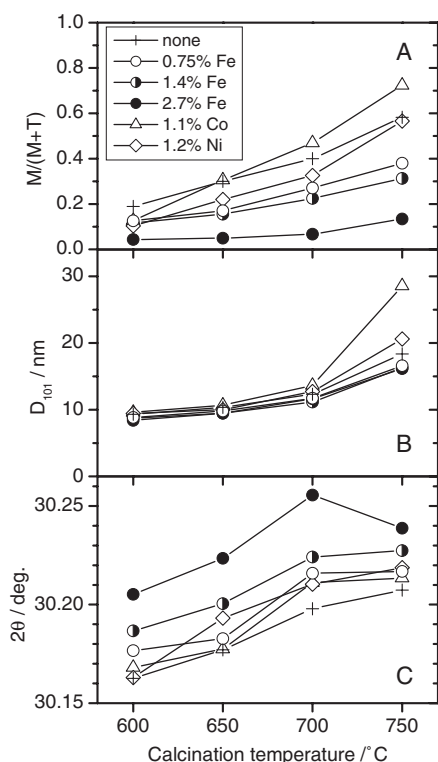 none
0.75% Fe
1.4% Fe
2.7% Fe
1.1% Co
1.2% Ni
A
1.0
0.8
0.6
0.4
0.2
0.0
M/(M+T)
B
30
20
10
0
D101 / nm
C
30.25
30.20
30.15
2θ / deg.
600 650 700 750
Calcination temperature /˚C